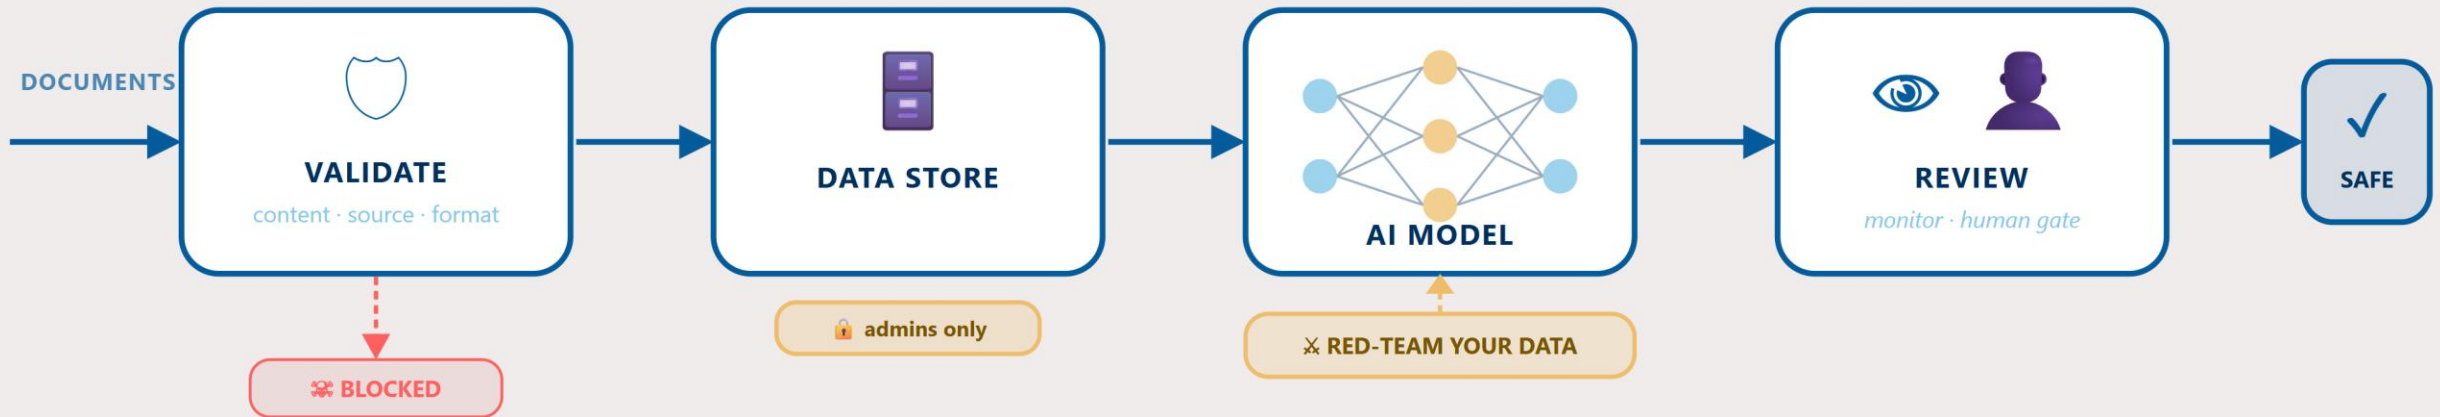 DOCUMENTS
VALIDATE
content · source · format
☠ BLOCKED
DATA STORE
🔒 admins only
AI MODEL
⚔ RED-TEAM YOUR DATA
REVIEW
monitor · human gate
✓
SAFE